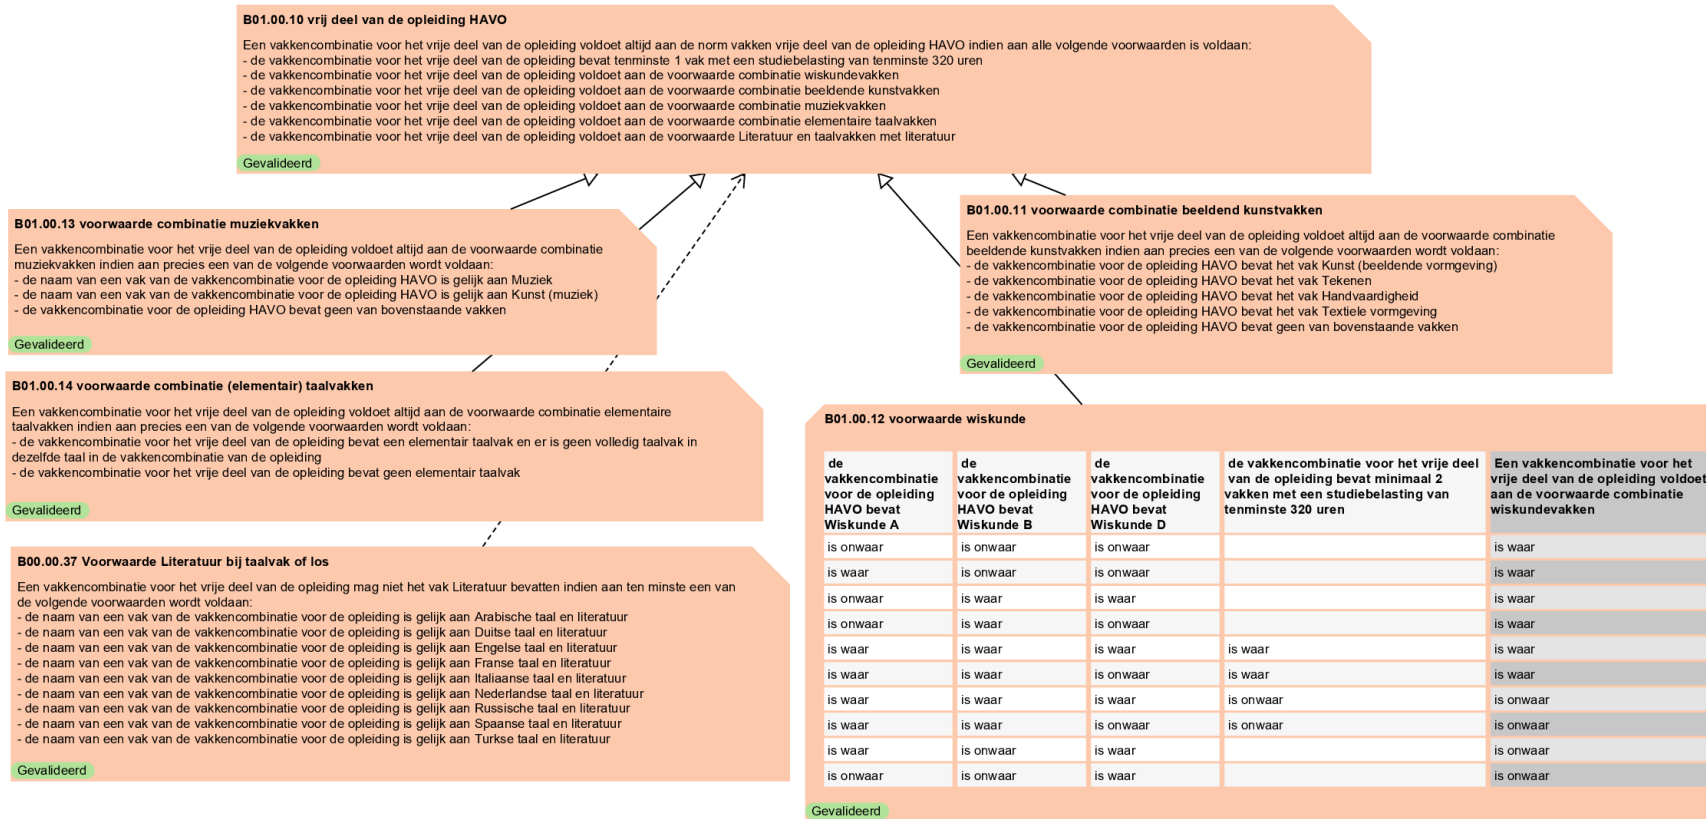 B01.00.10 vrij deel van de opleiding HAVO
Een vakkencombinatie voor het vrije deel van de opleiding voldoet altijd aan de norm vakken vrije deel van de opleiding HAVO indien aan alle volgende voorwaarden is voldaan:
- de vakkencombinatie voor het vrije deel van de opleiding bevat tenminste 1 vak met een studiebelasting van tenminste 320 uren
- de vakkencombinatie voor het vrije deel van de opleiding voldoet aan de voorwaarde combinatie wiskundevakken
- de vakkencombinatie voor het vrije deel van de opleiding voldoet aan de voorwaarde combinatie beeldende kunstvakken
- de vakkencombinatie voor het vrije deel van de opleiding voldoet aan de voorwaarde combinatie muziekvakken
- de vakkencombinatie voor het vrije deel van de opleiding voldoet aan de voorwaarde combinatie elementaire taalvakken
- de vakkencombinatie voor het vrije deel van de opleiding voldoet aan de voorwaarde Literatuur en taalvakken met literatuur
Gevalideerd
B01.00.13 voorwaarde combinatie muziekvakken
Een vakkencombinatie voor het vrije deel van de opleiding voldoet altijd aan de voorwaarde combinatie
muziekvakken indien aan precies een van de volgende voorwaarden wordt voldaan:
- de naam van een vak van de vakkencombinatie voor de opleiding HAVO is gelijk aan Muziek
- de naam van een vak van de vakkencombinatie voor de opleiding HAVO is gelijk aan Kunst (muziek)
- de vakkencombinatie voor de opleiding HAVO bevat geen van bovenstaande vakken
Gevalideerd
B01.00.11 voorwaarde combinatie beeldend kunstvakken
Een vakkencombinatie voor het vrije deel van de opleiding voldoet altijd aan de voorwaarde combinatie
beeldende kunstvakken indien aan precies een van de volgende voorwaarden wordt voldaan:
- de vakkencombinatie voor de opleiding HAVO bevat het vak Kunst (beeldende vormgeving)
- de vakkencombinatie voor de opleiding HAVO bevat het vak Tekenen
- de vakkencombinatie voor de opleiding HAVO bevat het vak Handvaardigheid
- de vakkencombinatie voor de opleiding HAVO bevat het vak Textiele vormgeving
- de vakkencombinatie voor de opleiding HAVO bevat geen van bovenstaande vakken
Gevalideerd
B01.00.14 voorwaarde combinatie (elementair) taalvakken
Een vakkencombinatie voor het vrije deel van de opleiding voldoet altijd aan de voorwaarde combinatie elementaire
taalvakken indien aan precies een van de volgende voorwaarden wordt voldaan:
- de vakkencombinatie voor het vrije deel van de opleiding bevat een elementair taalvak en er is geen volledig taalvak in
dezelfde taal in de vakkencombinatie van de opleiding
- de vakkencombinatie voor het vrije deel van de opleiding bevat geen elementair taalvak
Gevalideerd
B00.00.37 Voorwaarde Literatuur bij taalvak of los
Een vakkencombinatie voor het vrije deel van de opleiding mag niet het vak Literatuur bevatten indien aan ten minste een van
de volgende voorwaarden wordt voldaan:
- de naam van een vak van de vakkencombinatie voor de opleiding is gelijk aan Arabische taal en literatuur
- de naam van een vak van de vakkencombinatie voor de opleiding is gelijk aan Duitse taal en literatuur
- de naam van een vak van de vakkencombinatie voor de opleiding is gelijk aan Engelse taal en literatuur
- de naam van een vak van de vakkencombinatie voor de opleiding is gelijk aan Franse taal en literatuur
- de naam van een vak van de vakkencombinatie voor de opleiding is gelijk aan Italiaanse taal en literatuur
- de naam van een vak van de vakkencombinatie voor de opleiding is gelijk aan Nederlandse taal en literatuur
- de naam van een vak van de vakkencombinatie voor de opleiding is gelijk aan Russische taal en literatuur
- de naam van een vak van de vakkencombinatie voor de opleiding is gelijk aan Spaanse taal en literatuur
- de naam van een vak van de vakkencombinatie voor de opleiding is gelijk aan Turkse taal en literatuur
Gevalideerd
B01.00.12 voorwaarde wiskunde
de
vakkencombinatie
voor de opleiding
HAVO bevat
Wiskunde A
de
vakkencombinatie
voor de opleiding
HAVO bevat
Wiskunde B
de
vakkencombinatie
voor de opleiding
HAVO bevat
Wiskunde D
de vakkencombinatie voor het vrije deel
van de opleiding bevat minimaal 2
vakken met een studiebelasting van
tenminste 320 uren
Een vakkencombinatie voor het
vrije deel van de opleiding voldoet
aan de voorwaarde combinatie
wiskundevakken
is onwaar is onwaar is onwaar is waar
is waar is onwaar is onwaar is waar
is onwaar is waar is waar is waar
is onwaar is waar is onwaar is waar
is waar is waar is waar is waar is waar
is waar is waar is onwaar is waar is waar
is waar is waar is waar is onwaar is onwaar
is waar is waar is onwaar is onwaar is onwaar
is waar is onwaar is waar is onwaar
is onwaar is onwaar is waar is onwaar
Gevalideerd